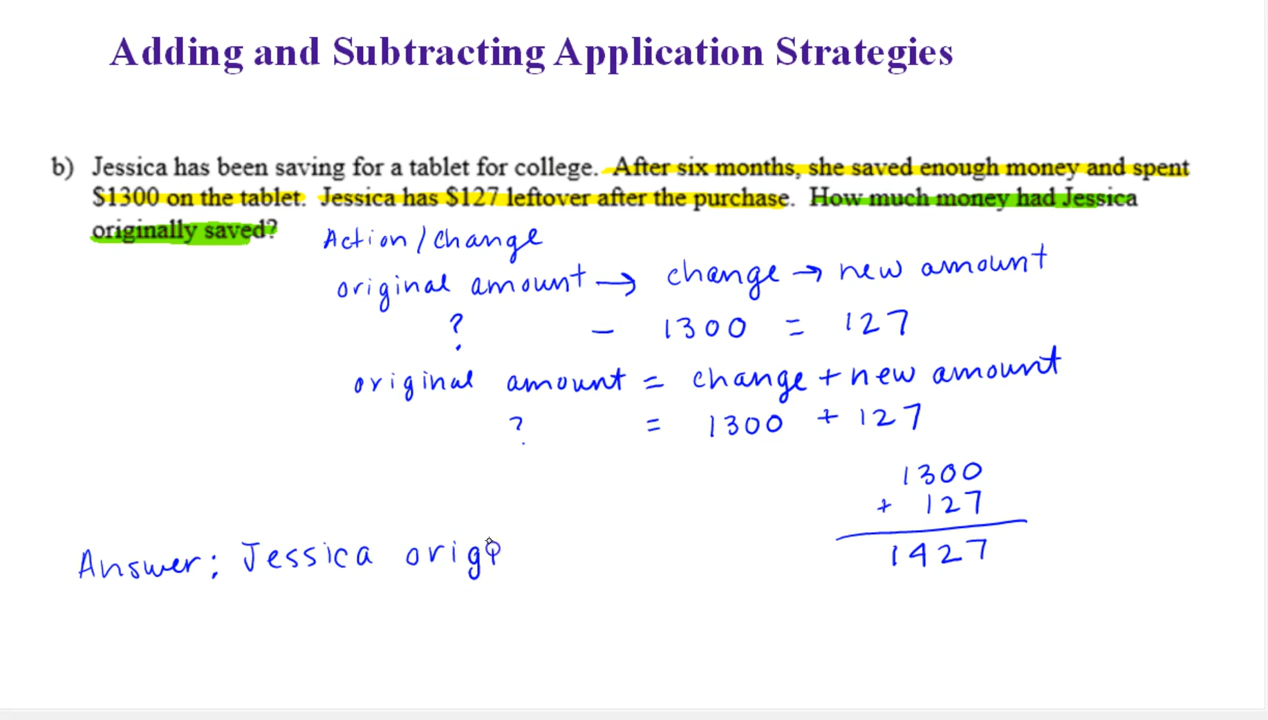 Adding and Subtracting Application Strategies
b) Jessica has been saving for a tablet for college. After six months, she saved enough money and spent
$1300 on the tablet. Jessica has $127 leftover after the purchase. How much money had Jessica
originally saved?
Action/change
original amount → change → new amount
? − 1300 = 127
original amount = change + new amount
? = 1300 + 127
1300
+ 127
1427
Answer: Jessica orig